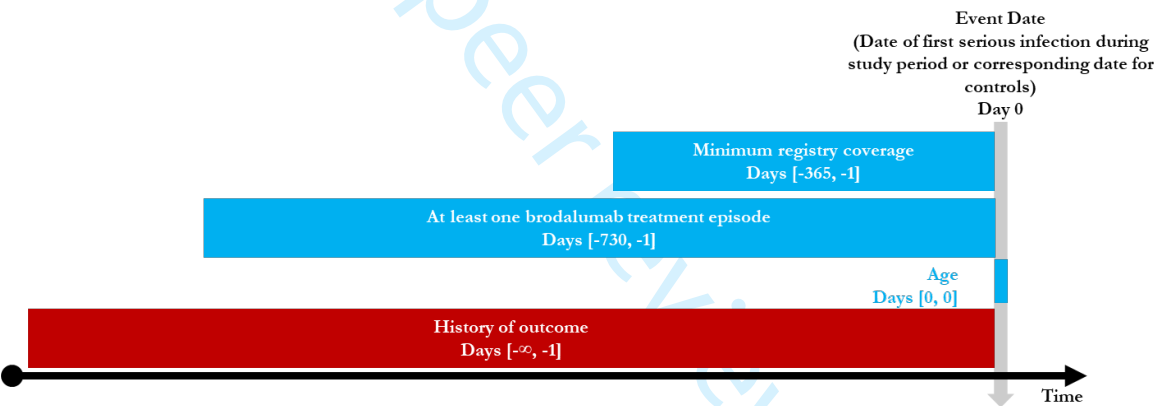 Event Date
(Date of first serious infection during
study period or corresponding date for
controls)
Day 0
Minimum registry coverage
Days [-365, -1]
At least one brodalumab treatment episode
Days [-730, -1]
Age
Days [0, 0]
History of outcome
Days [-∞, -1]
Time
peer review